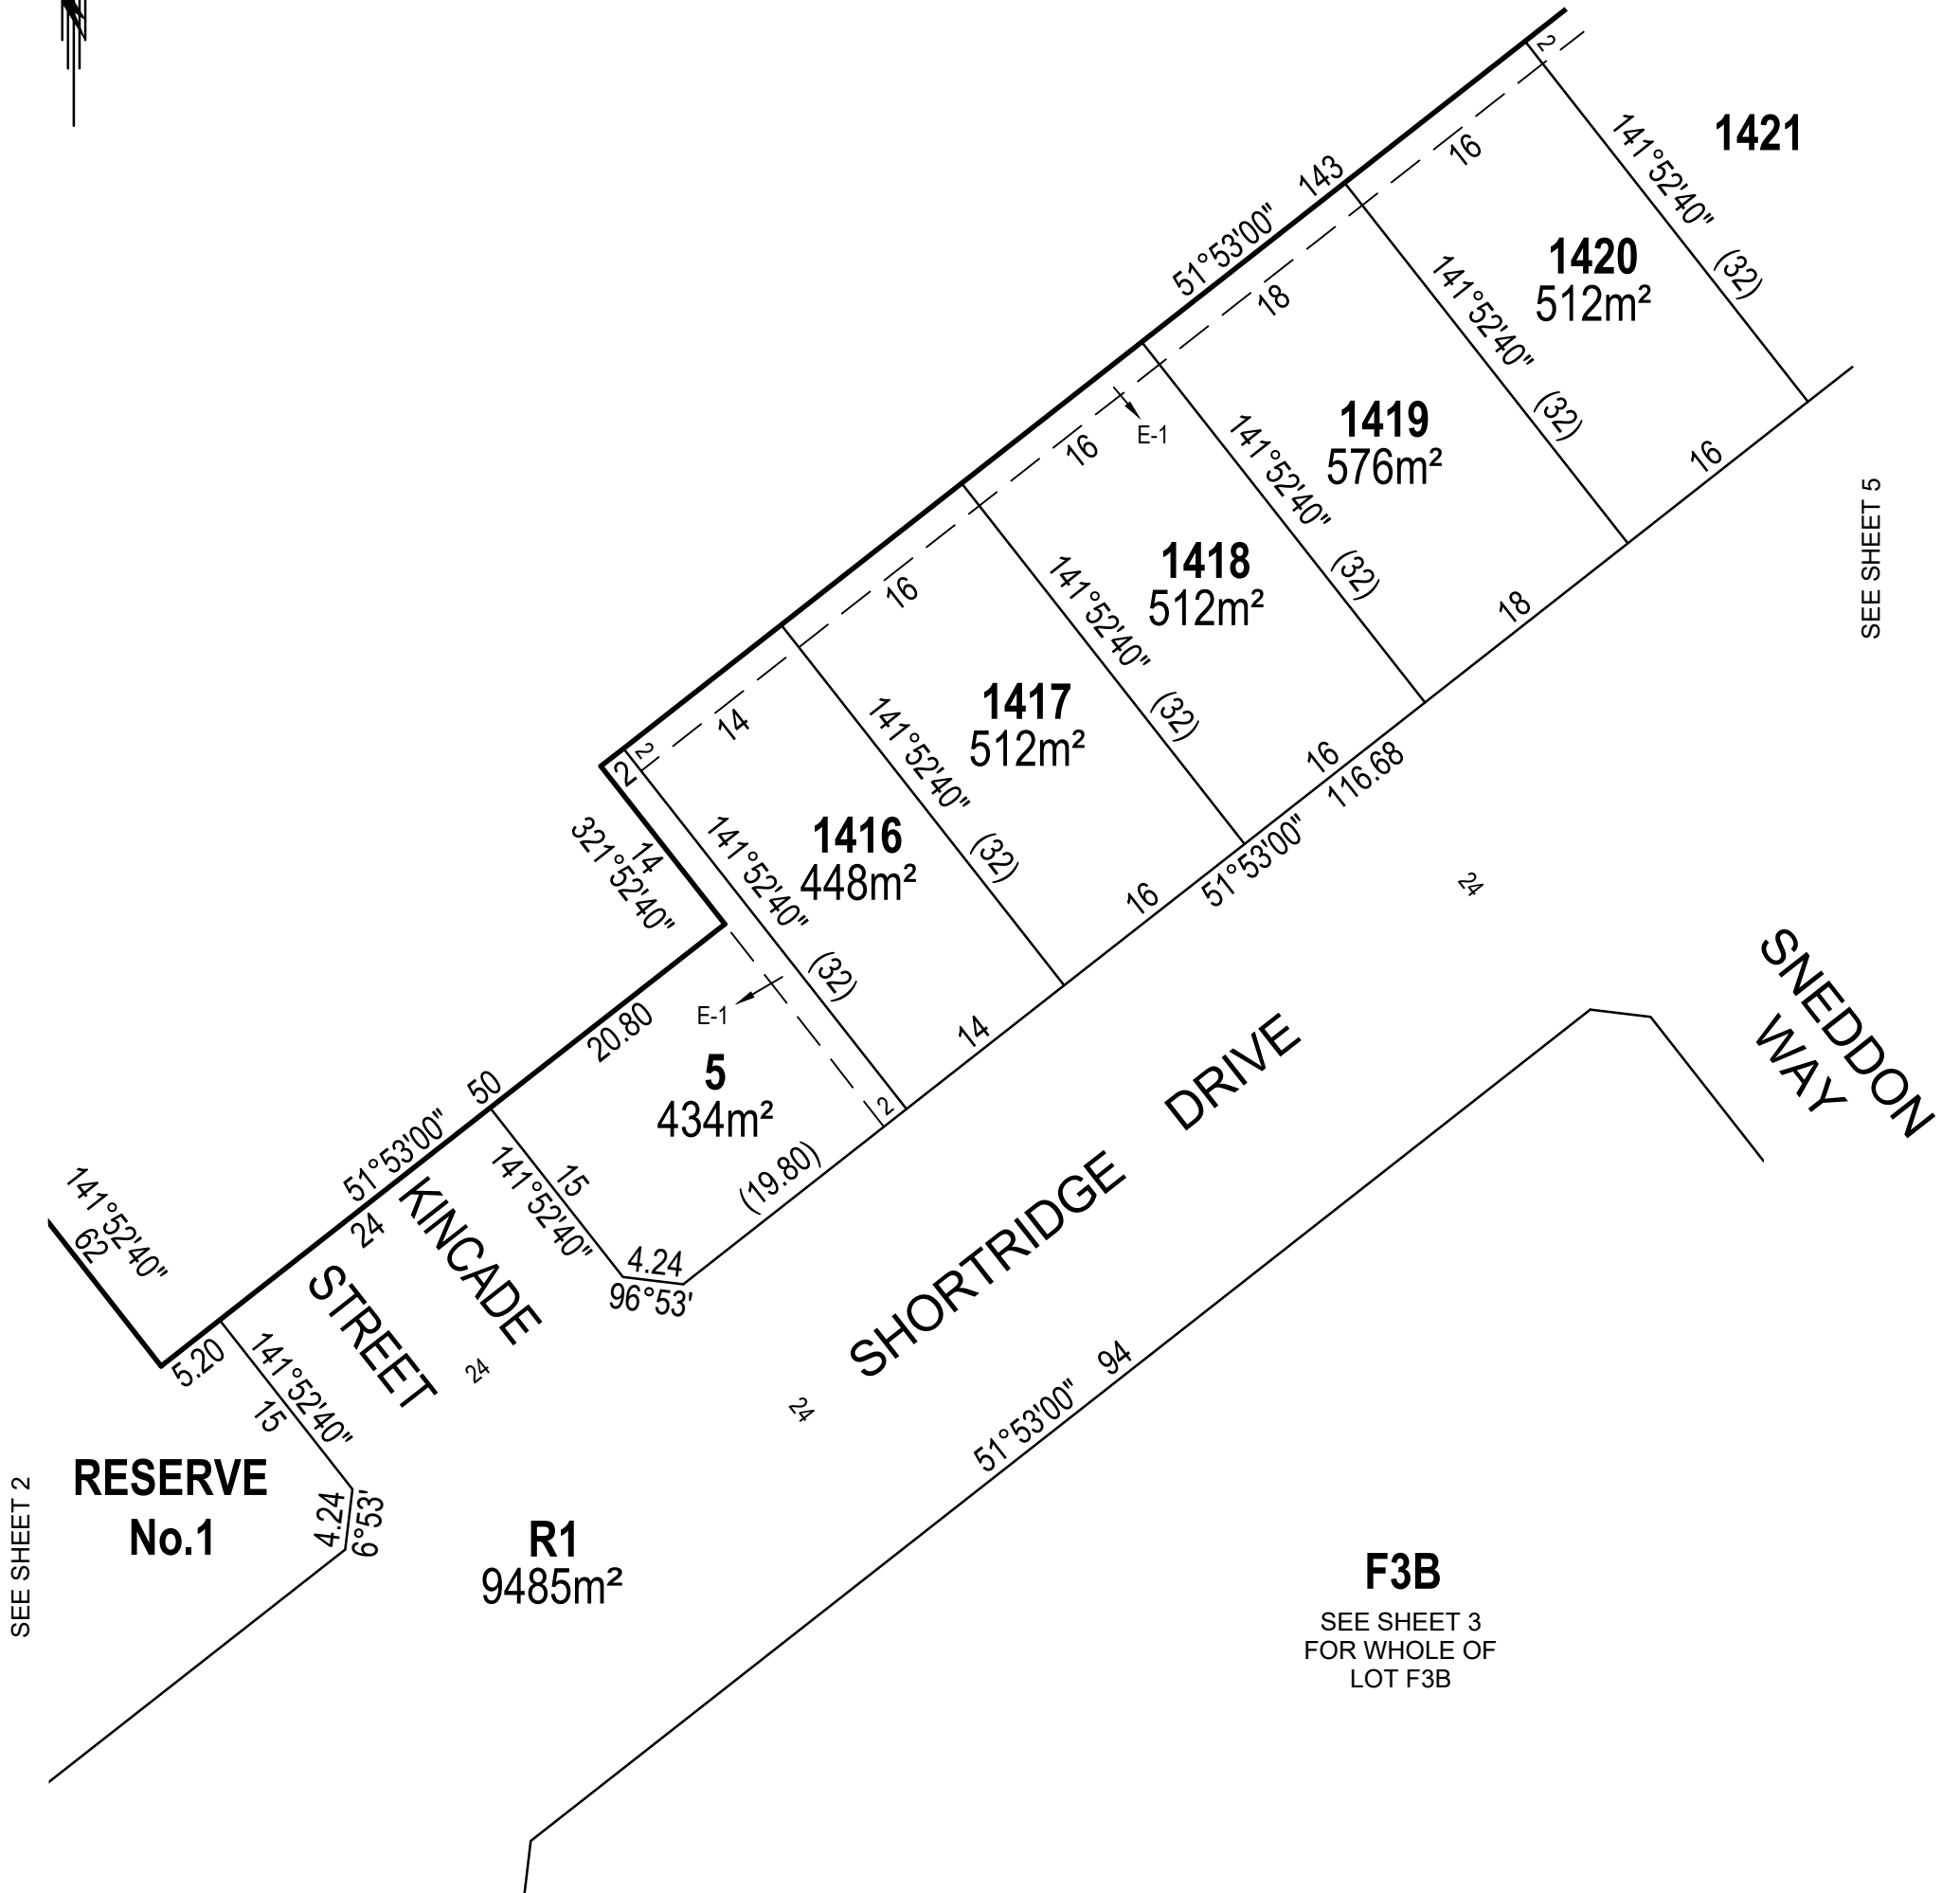 2
1421
16
141°52'40"
(32)
143
51°53'00"
1420
512m²
141°52'40"
(32)
18
16
1419
576m²
E-1
16
141°52'40"
(32)
SEE SHEET 5
18
1418
512m²
16
141°52'40"
(32)
16
116.68
51°53'00"
1417
512m²
14
141°52'40"
(32)
16
2
2
14
321°52'40"
1416
448m²
141°52'40"
(32)
14
24
SNEDDON
WAY
E-1
20.80
5
434m²
2
(19.80)
50
51°53'00"
24
15
141°52'40"
4.24
96°53'
KINCADE
STREET
24
SHORTRIDGE
DRIVE
24
141°52'40"
62
5.20
141°52'40"
15
4.24
6°53'
RESERVE
No.1
SEE SHEET 2
R1
9485m²
51°53'00"
94
F3B
SEE SHEET 3
FOR WHOLE OF
LOT F3B